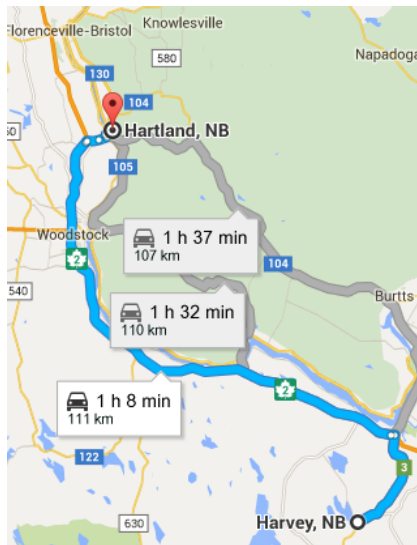 Florenceville-Bristol
Knowlesville
580
Napadoga
130
104
Hartland, NB
105
Woodstock
2
1 h 37 min
107 km
104
540
1 h 32 min
110 km
Burtts
1 h 8 min
111 km
2
122
3
630
Harvey, NB